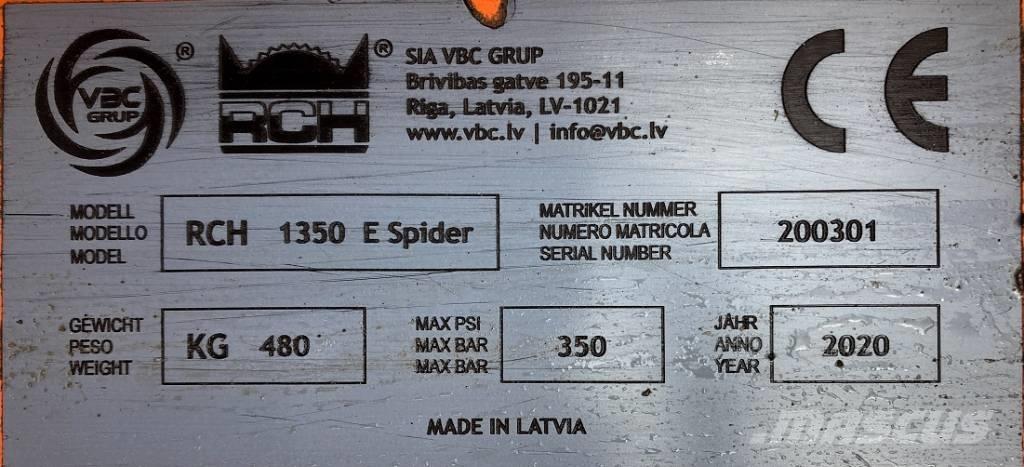 VBC
GRUP
®
RCH
®
SIA VBC GRUP
Brivibas gatve 195-11
Riga, Latvia, LV-1021
www.vbc.lv | info@vbc.lv
CE
MODELL
MODELLO
MODEL
RCH 1350 E Spider
MATRIKEL NUMMER
NUMERO MATRICOLA
SERIAL NUMBER
200301
GEWICHT
PESO
WEIGHT
KG 480
MAX PSI
MAX BAR
MAX BAR
350
JAHR
ANNO
YEAR
2020
MADE IN LATVIA
MASCUS